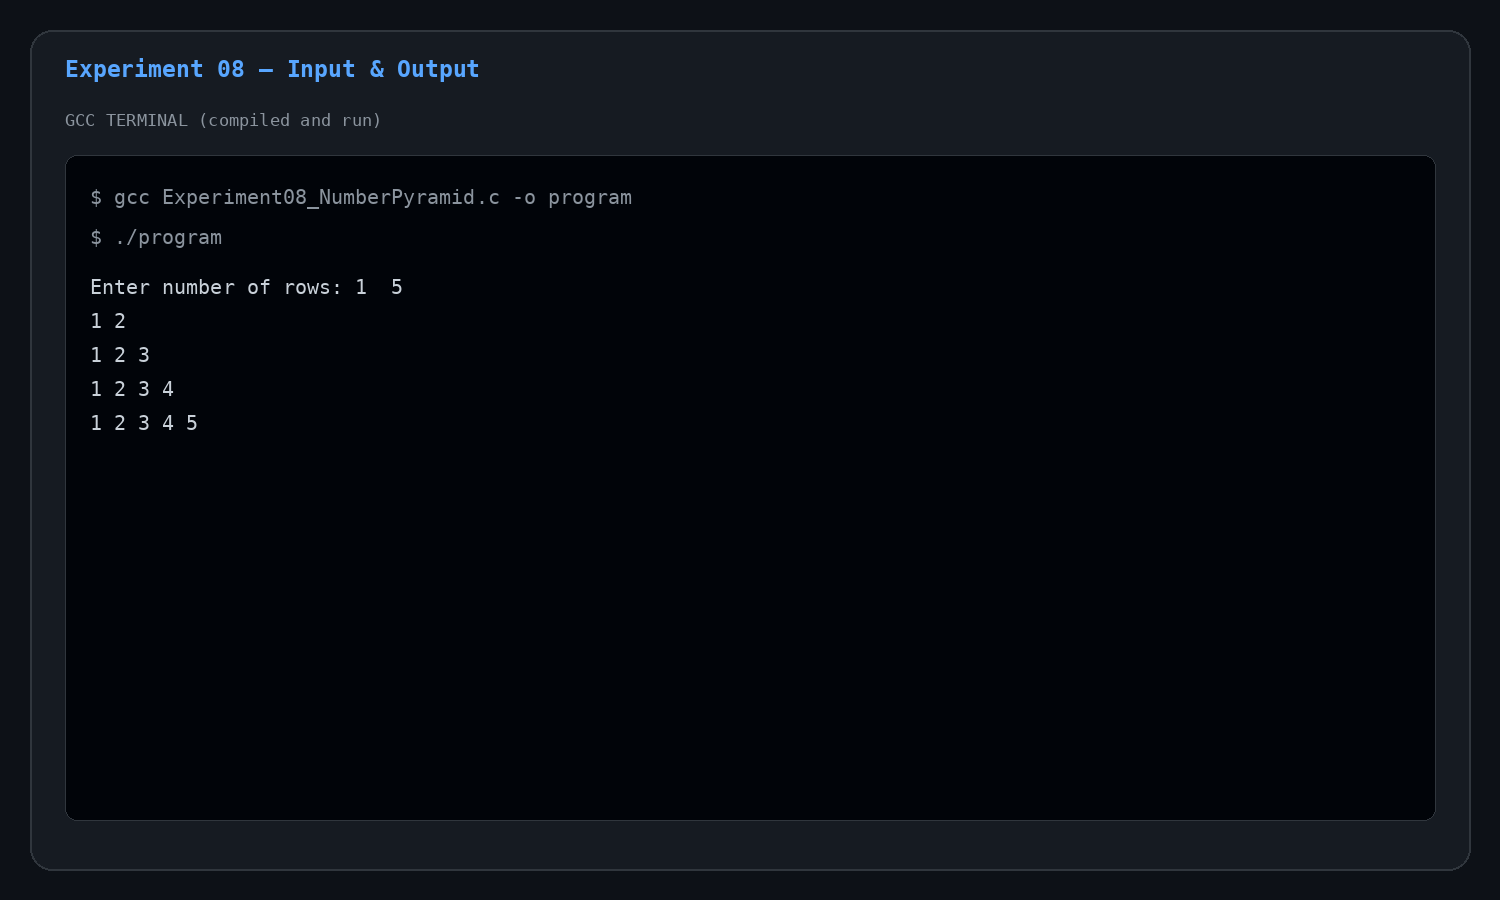 Experiment 08 — Input & Output
GCC TERMINAL (compiled and run)
$ gcc Experiment08_NumberPyramid.c -o program
$ ./program
Enter number of rows: 1  5
1 2
1 2 3
1 2 3 4
1 2 3 4 5